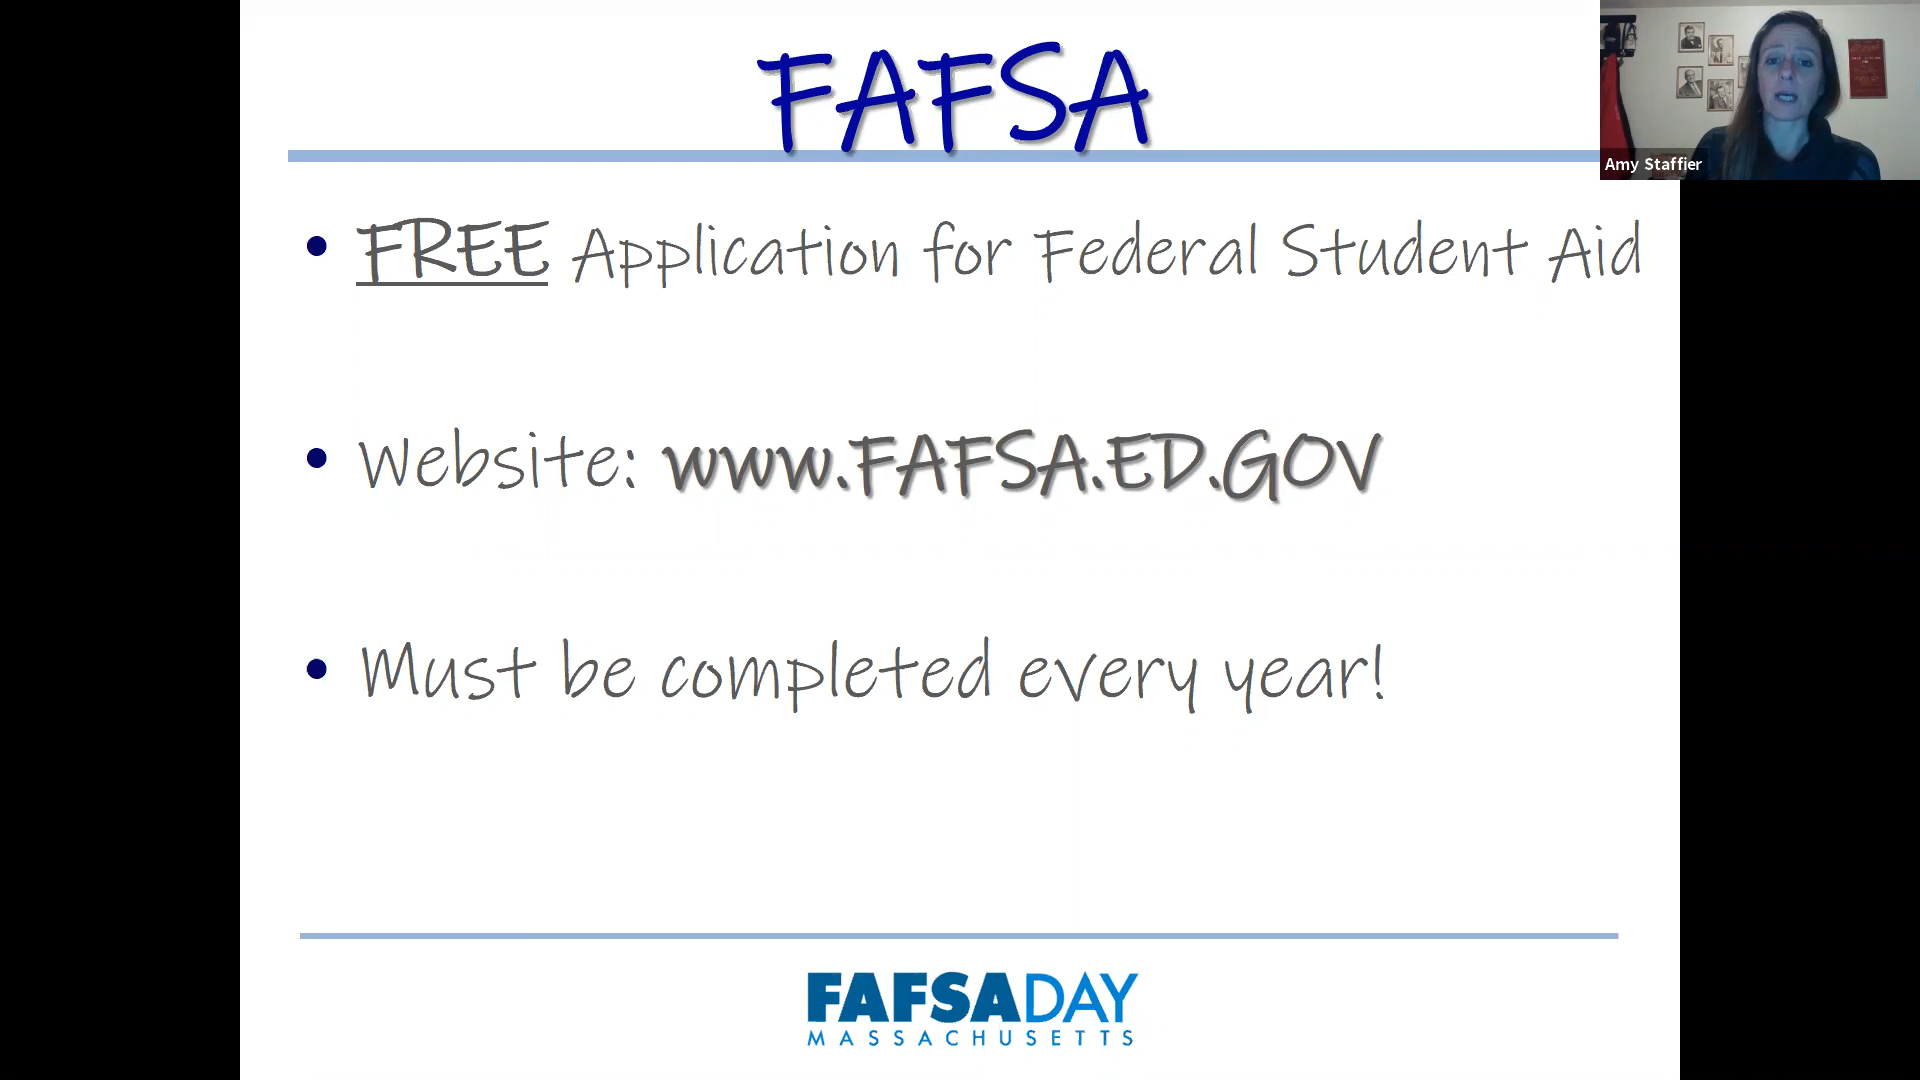 FAFSA
Amy Staffier
• FREE Application for Federal Student Aid
• Website: www.FAFSA.ED.GOV
• Must be completed every year!
FAFSADAY
MASSACHUSETTS